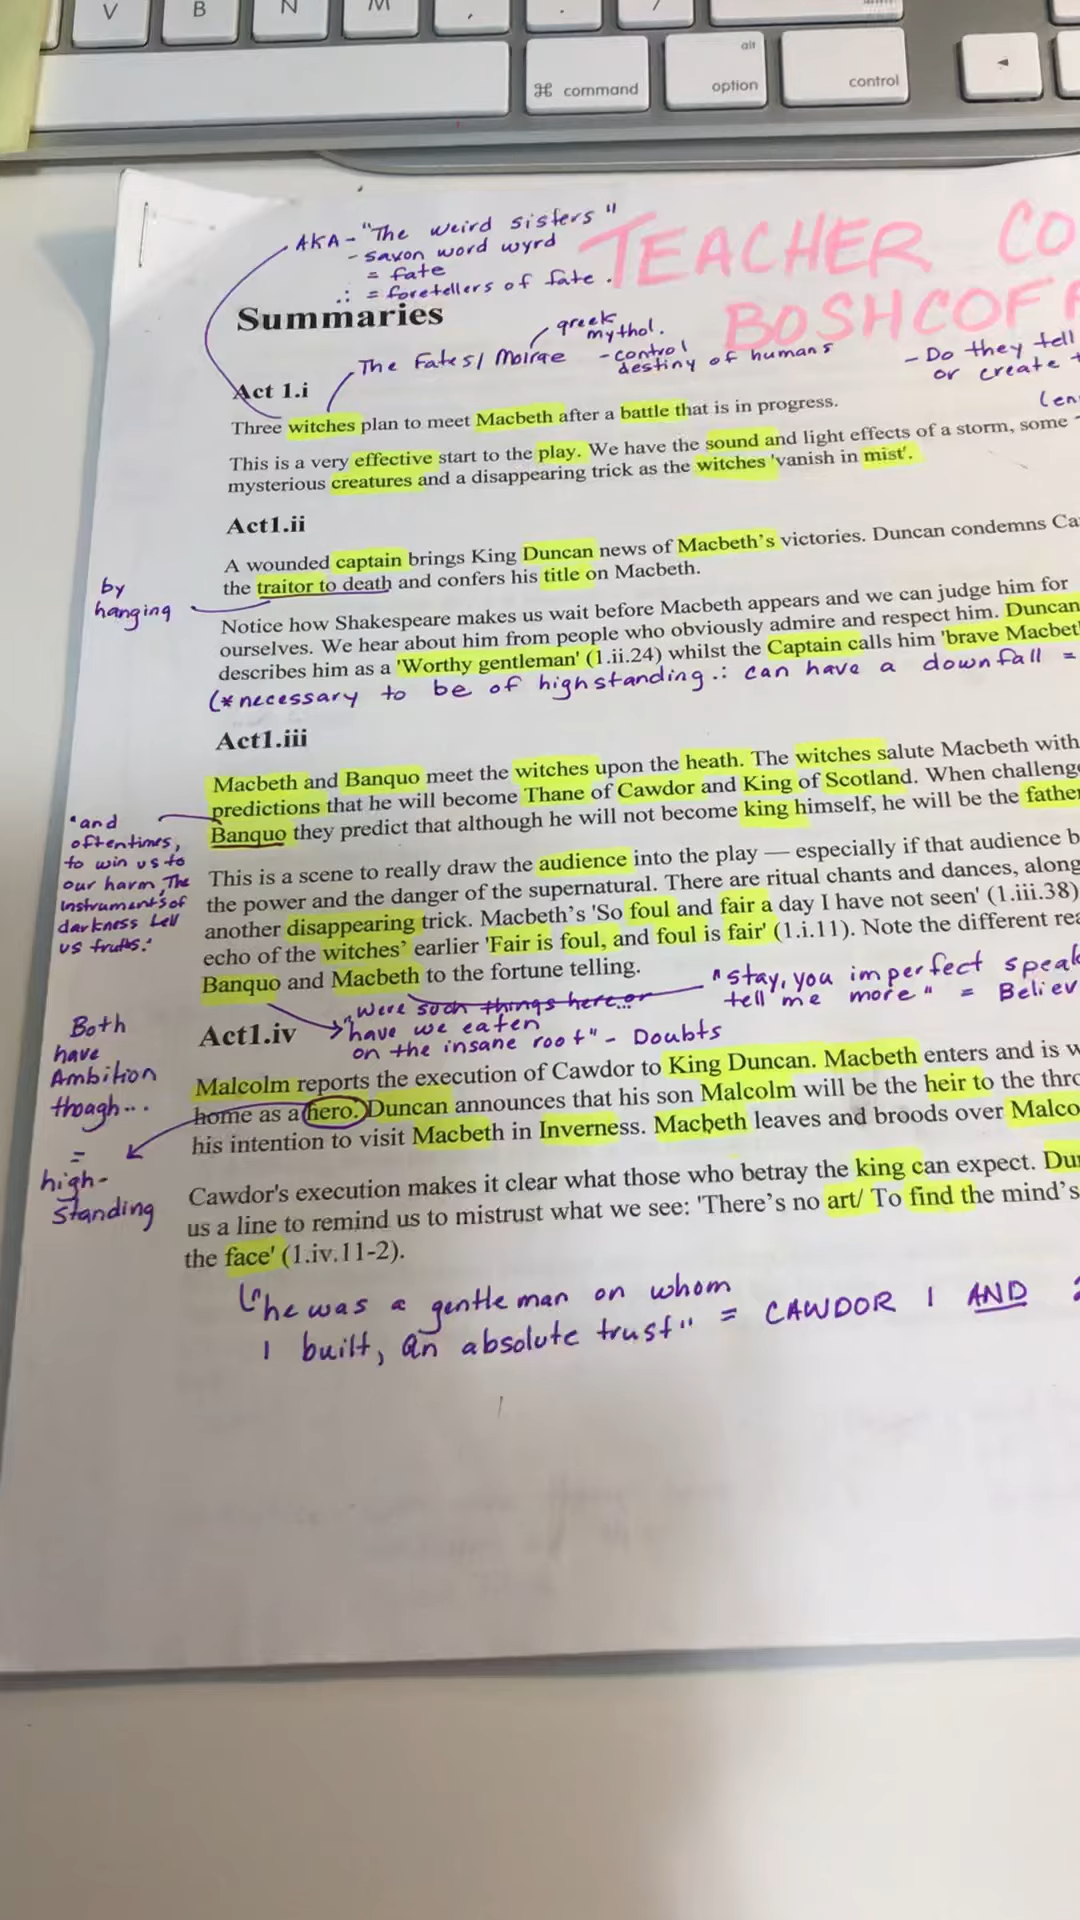 V B N M , . /
⌘ command
alt
option
control
◄
AKA - "The weird sisters"
- saxon word wyrd
= fate
∴ = foretellers of fate.
TEACHER CO
BOSHCOFF
Summaries
greek
mythol.
The Fates/ Moirae - control
destiny of humans
- Do they tell
or create t
Act 1.i
(en
Three witches plan to meet Macbeth after a battle that is in progress.
This is a very effective start to the play. We have the sound and light effects of a storm, some
mysterious creatures and a disappearing trick as the witches 'vanish in mist'.
Act1.ii
A wounded captain brings King Duncan news of Macbeth's victories. Duncan condemns Ca
the traitor to death and confers his title on Macbeth.
by
hanging
Notice how Shakespeare makes us wait before Macbeth appears and we can judge him for
ourselves. We hear about him from people who obviously admire and respect him. Duncan
describes him as a 'Worthy gentleman' (1.ii.24) whilst the Captain calls him 'brave Macbet
(*necessary to be of highstanding ∴ can have a downfall =
Act1.iii
Macbeth and Banquo meet the witches upon the heath. The witches salute Macbeth with
predictions that he will become Thane of Cawdor and King of Scotland. When challenge
Banquo they predict that although he will not become king himself, he will be the father
"and
oftentimes,
to win us to
our harm, The
instruments of
darkness tell
us truths."
This is a scene to really draw the audience into the play — especially if that audience b
the power and the danger of the supernatural. There are ritual chants and dances, along
another disappearing trick. Macbeth's 'So foul and fair a day I have not seen' (1.iii.38)
echo of the witches' earlier 'Fair is foul, and foul is fair' (1.i.11). Note the different rea
Banquo and Macbeth to the fortune telling.
"stay, you imperfect speak
tell me more" = Believ
"were such things here...or
have we eaten
on the insane root" - Doubts
Both
have
Ambition
though...
=
high-
standing
Act1.iv
Malcolm reports the execution of Cawdor to King Duncan. Macbeth enters and is w
home as a hero. Duncan announces that his son Malcolm will be the heir to the thro
his intention to visit Macbeth in Inverness. Macbeth leaves and broods over Malco
Cawdor's execution makes it clear what those who betray the king can expect. Dun
us a line to remind us to mistrust what we see: 'There's no art/ To find the mind's
the face' (1.iv.11-2).
"he was a gentleman on whom
I built, an absolute trust" = CAWDOR 1 AND 2